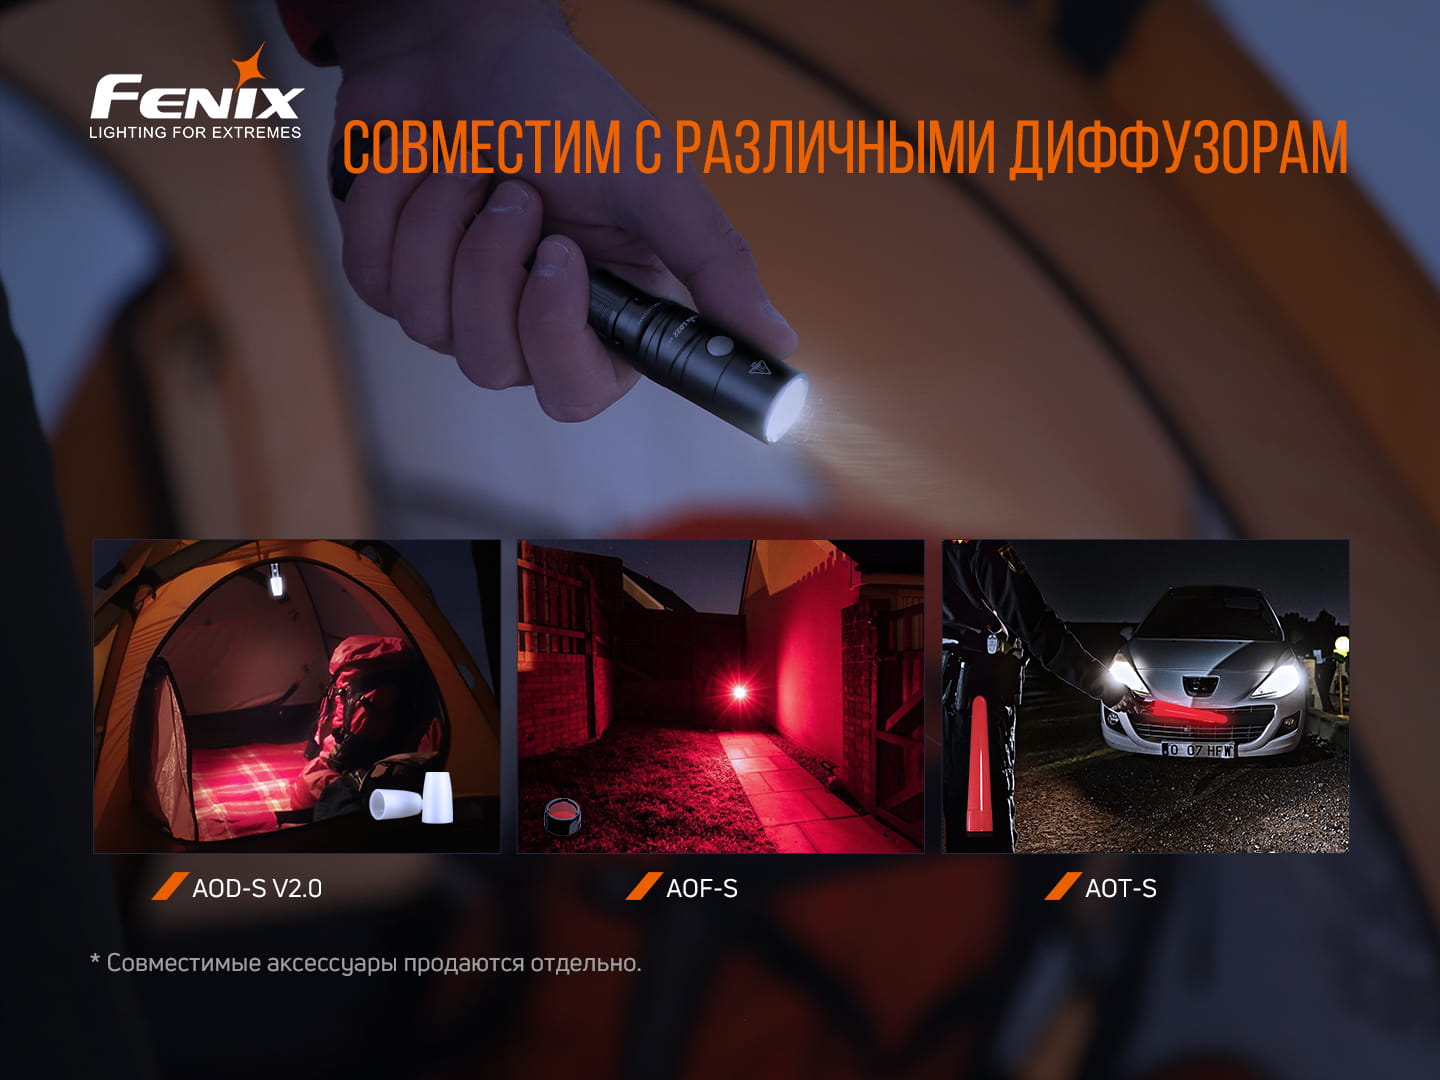 FENIX
LIGHTING FOR EXTREMES
СОВМЕСТИМ С РАЗЛИЧНЫМИ ДИФФУЗОРАМ
AOD-S V2.0
AOF-S
AOT-S
* Совместимые аксессуары продаются отдельно.